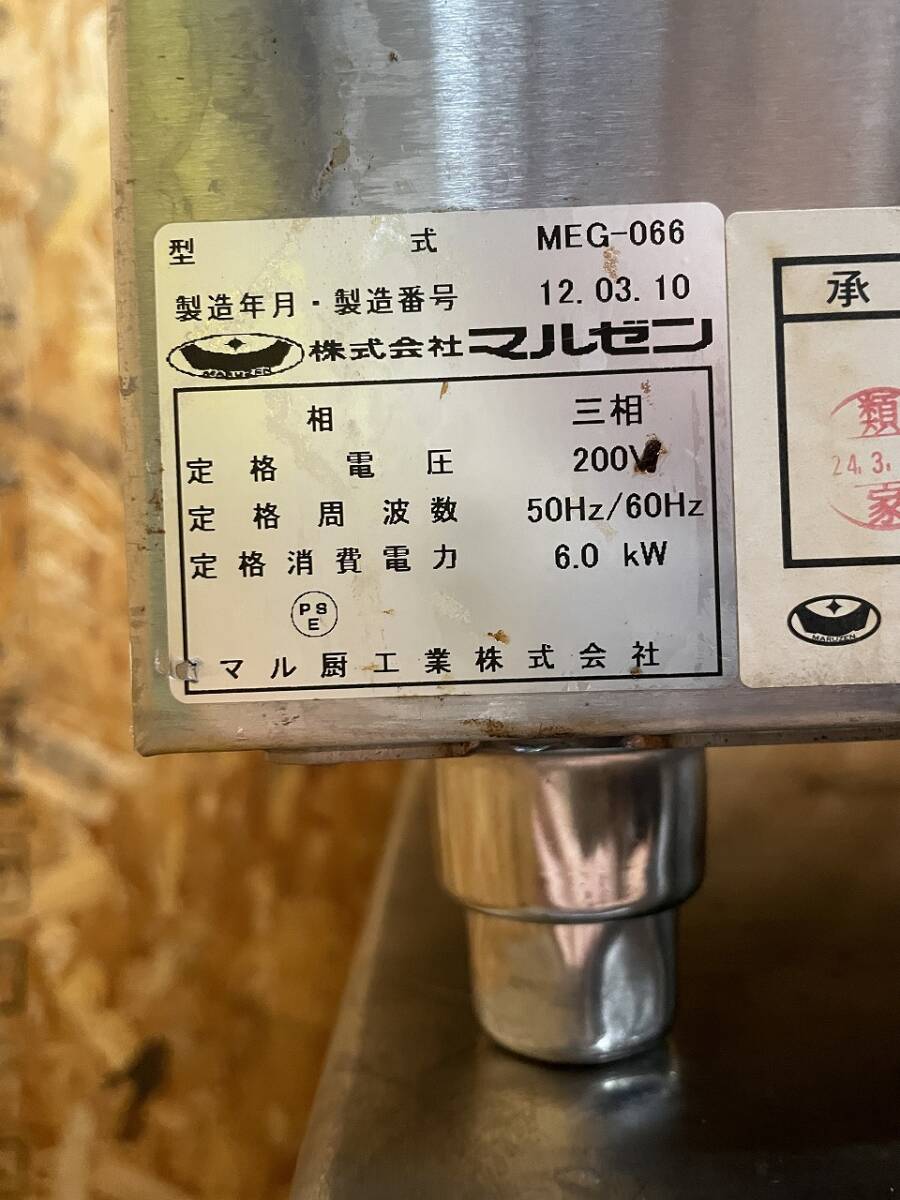 型式 MEG-066
製造年月・製造番号 12.03.10
MARUZEN 株式会社マルゼン
相 三相
定格電圧 200V
定格周波数 50Hz/60Hz
定格消費電力 6.0 kW
PSE
マル厨工業株式会社
承
類
24.3.
家
MARUZEN